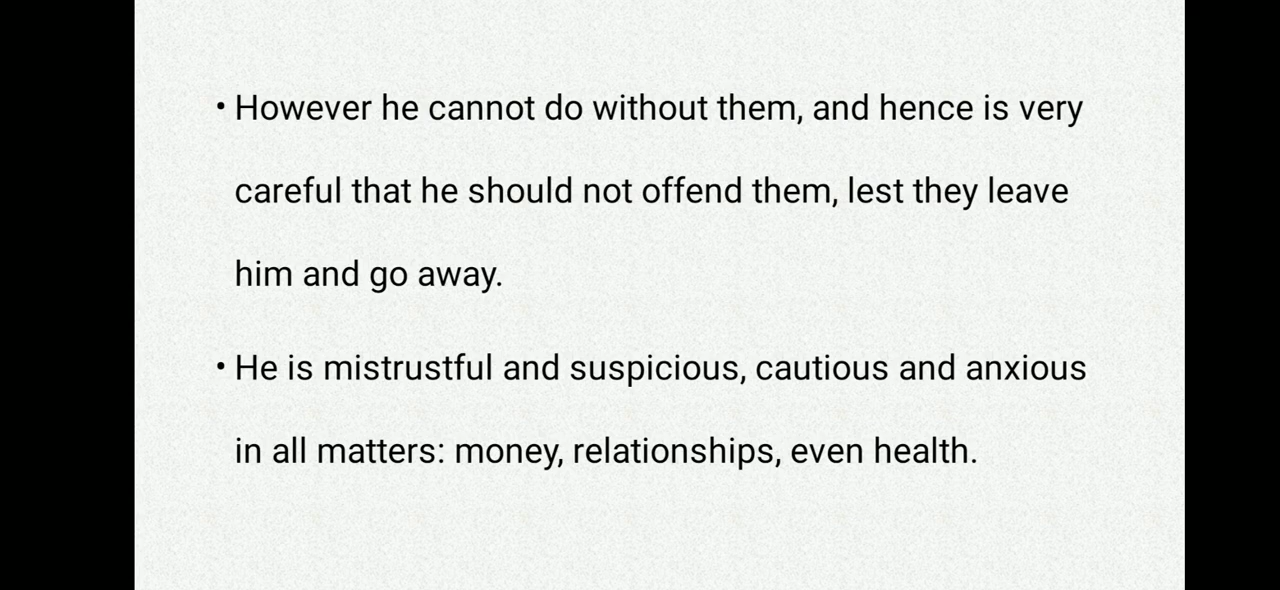 • However he cannot do without them, and hence is very
careful that he should not offend them, lest they leave
him and go away.
• He is mistrustful and suspicious, cautious and anxious
in all matters: money, relationships, even health.